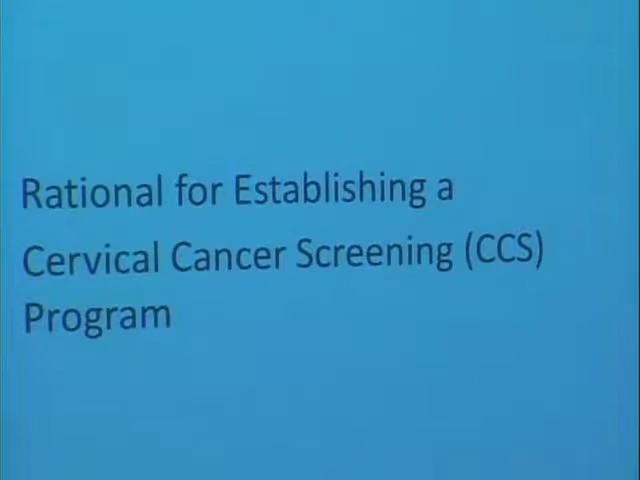 Rational for Establishing a
Cervical Cancer Screening (CCS)
Program